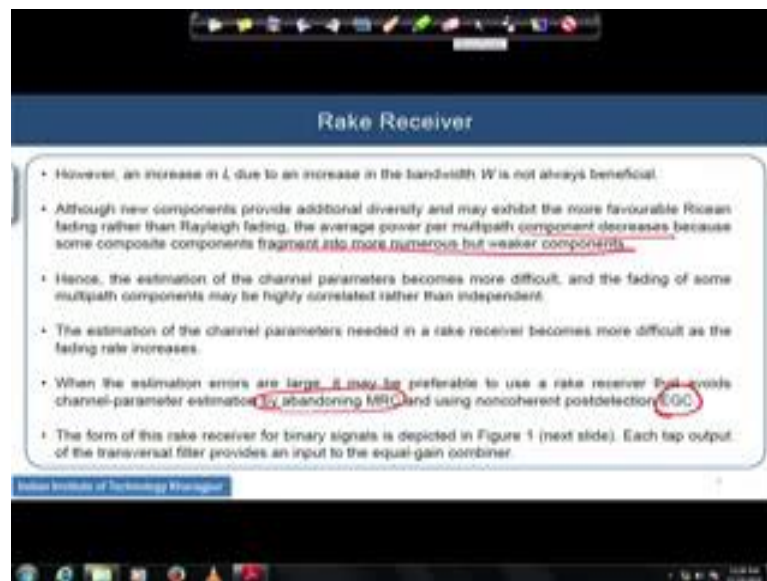 Rake Receiver
• However, an increase in L due to an increase in the bandwidth W is not always beneficial.
• Although new components provide additional diversity and may exhibit the more favourable Ricean
fading rather than Rayleigh fading, the average power per multipath component decreases because
some composite components fragment into more numerous but weaker components.
• Hence, the estimation of the channel parameters becomes more difficult, and the fading of some
multipath components may be highly correlated rather than independent.
• The estimation of the channel parameters needed in a rake receiver becomes more difficult as the
fading rate increases.
• When the estimation errors are large, it may be preferable to use a rake receiver that avoids
channel-parameter estimation by abandoning MRC and using noncoherent postdetection EGC.
• The form of this rake receiver for binary signals is depicted in Figure 1 (next slide). Each tap output
of the transversal filter provides an input to the equal-gain combiner.
Indian Institute of Technology Kharagpur